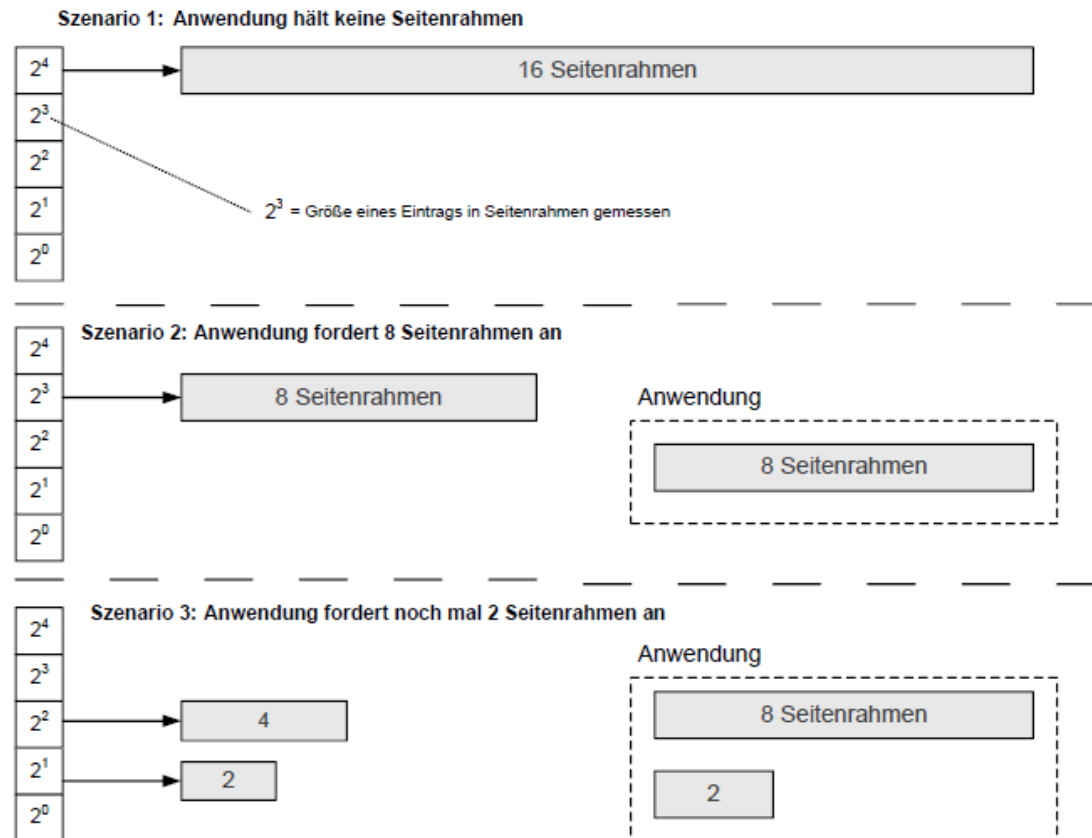 Szenario 1: Anwendung hält keine Seitenrahmen
2⁴
16 Seitenrahmen
2³
2²
2¹
2³ = Größe eines Eintrags in Seitenrahmen gemessen
2⁰
Szenario 2: Anwendung fordert 8 Seitenrahmen an
2⁴
2³
8 Seitenrahmen
Anwendung
2²
8 Seitenrahmen
2¹
2⁰
Szenario 3: Anwendung fordert noch mal 2 Seitenrahmen an
2⁴
Anwendung
2³
2²
4
8 Seitenrahmen
2¹
2
2
2⁰